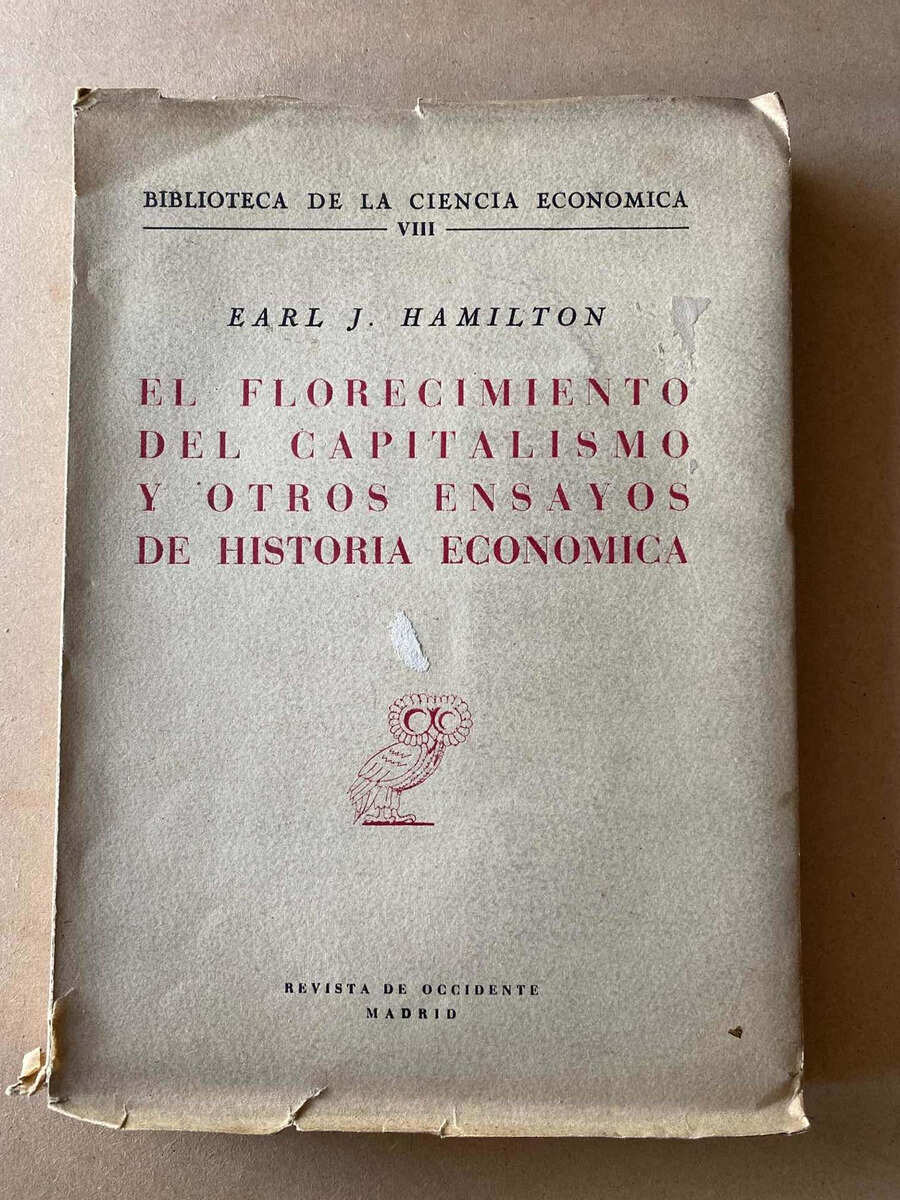 BIBLIOTECA DE LA CIENCIA ECONOMICA
VIII
EARL J. HAMILTON
EL FLORECIMIENTO
DEL CAPITALISMO
Y OTROS ENSAYOS
DE HISTORIA ECONOMICA
REVISTA DE OCCIDENTE
MADRID